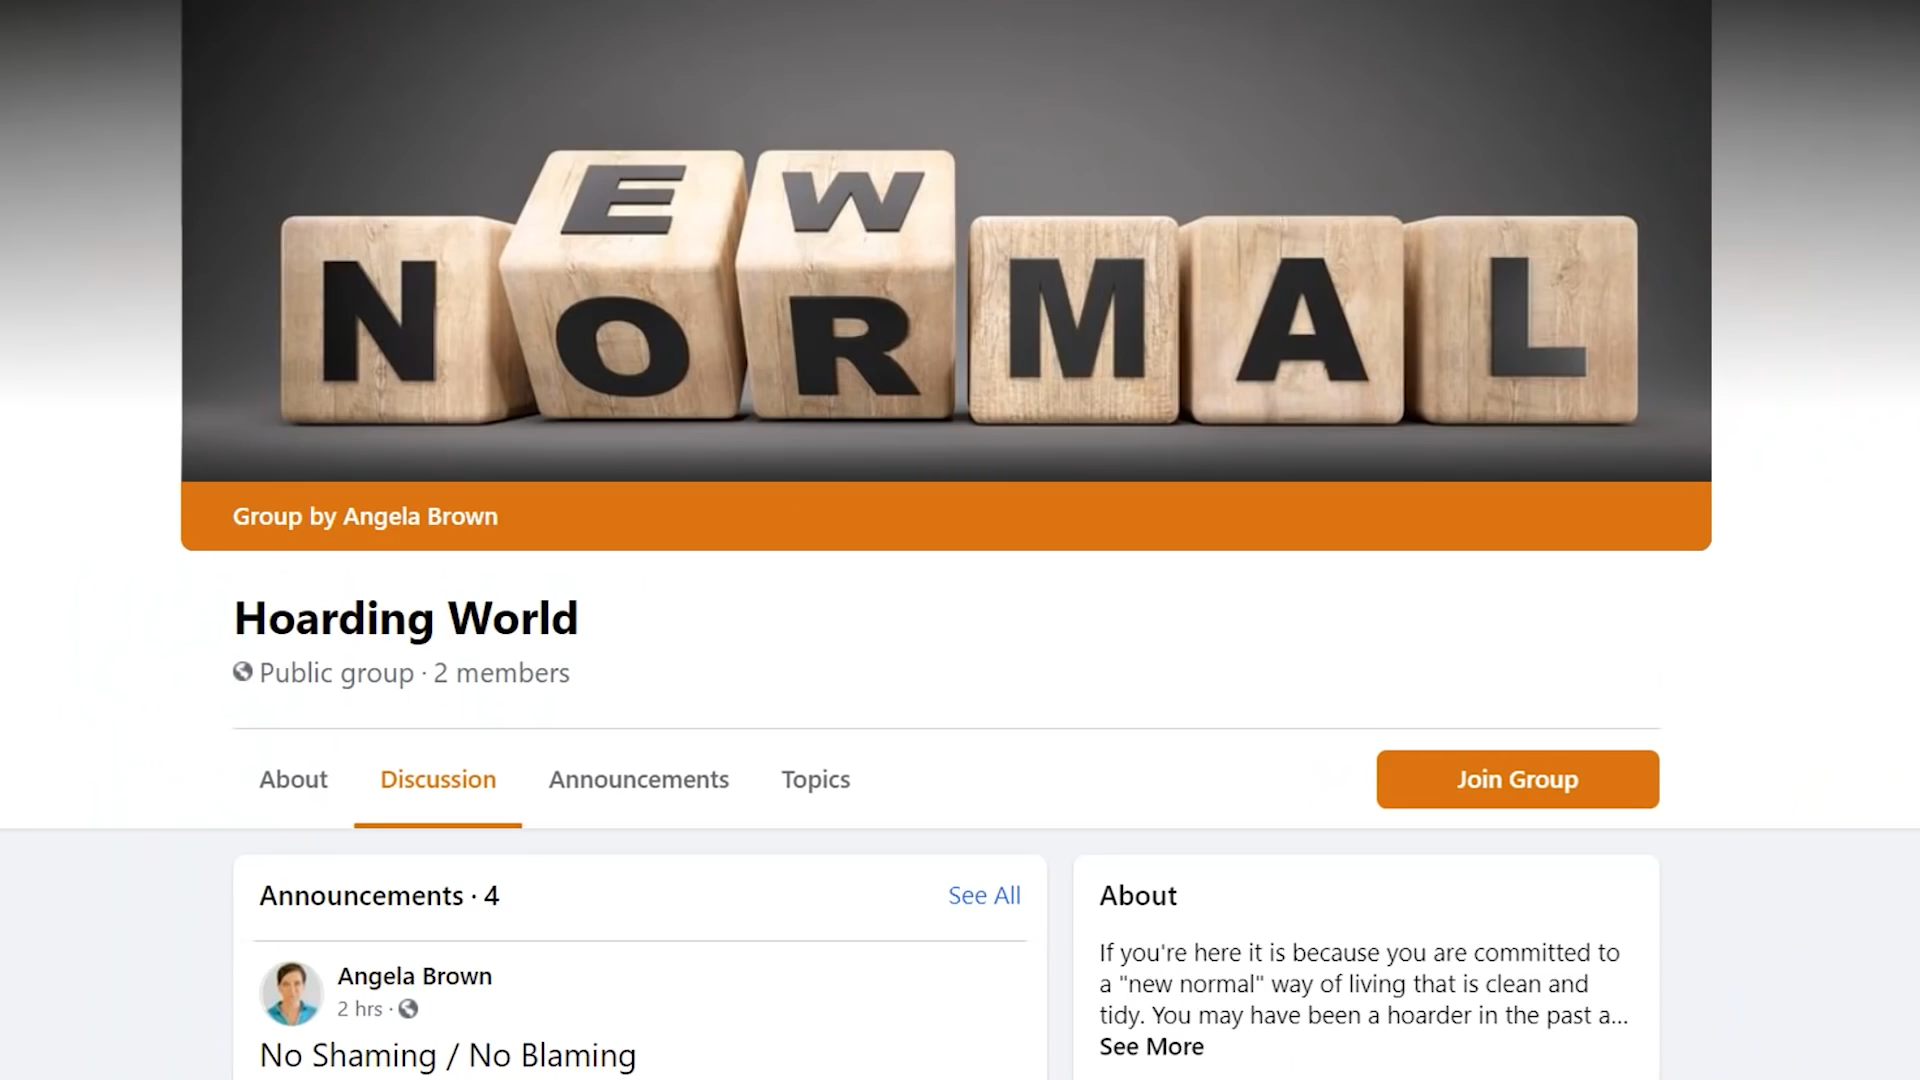 EW
NORMAL
Group by Angela Brown
Hoarding World
Public group · 2 members
About Discussion Announcements Topics Join Group
Announcements · 4 See All
Angela Brown
2 hrs ·
No Shaming / No Blaming
About
If you're here it is because you are committed to
a "new normal" way of living that is clean and
tidy. You may have been a hoarder in the past a...
See More